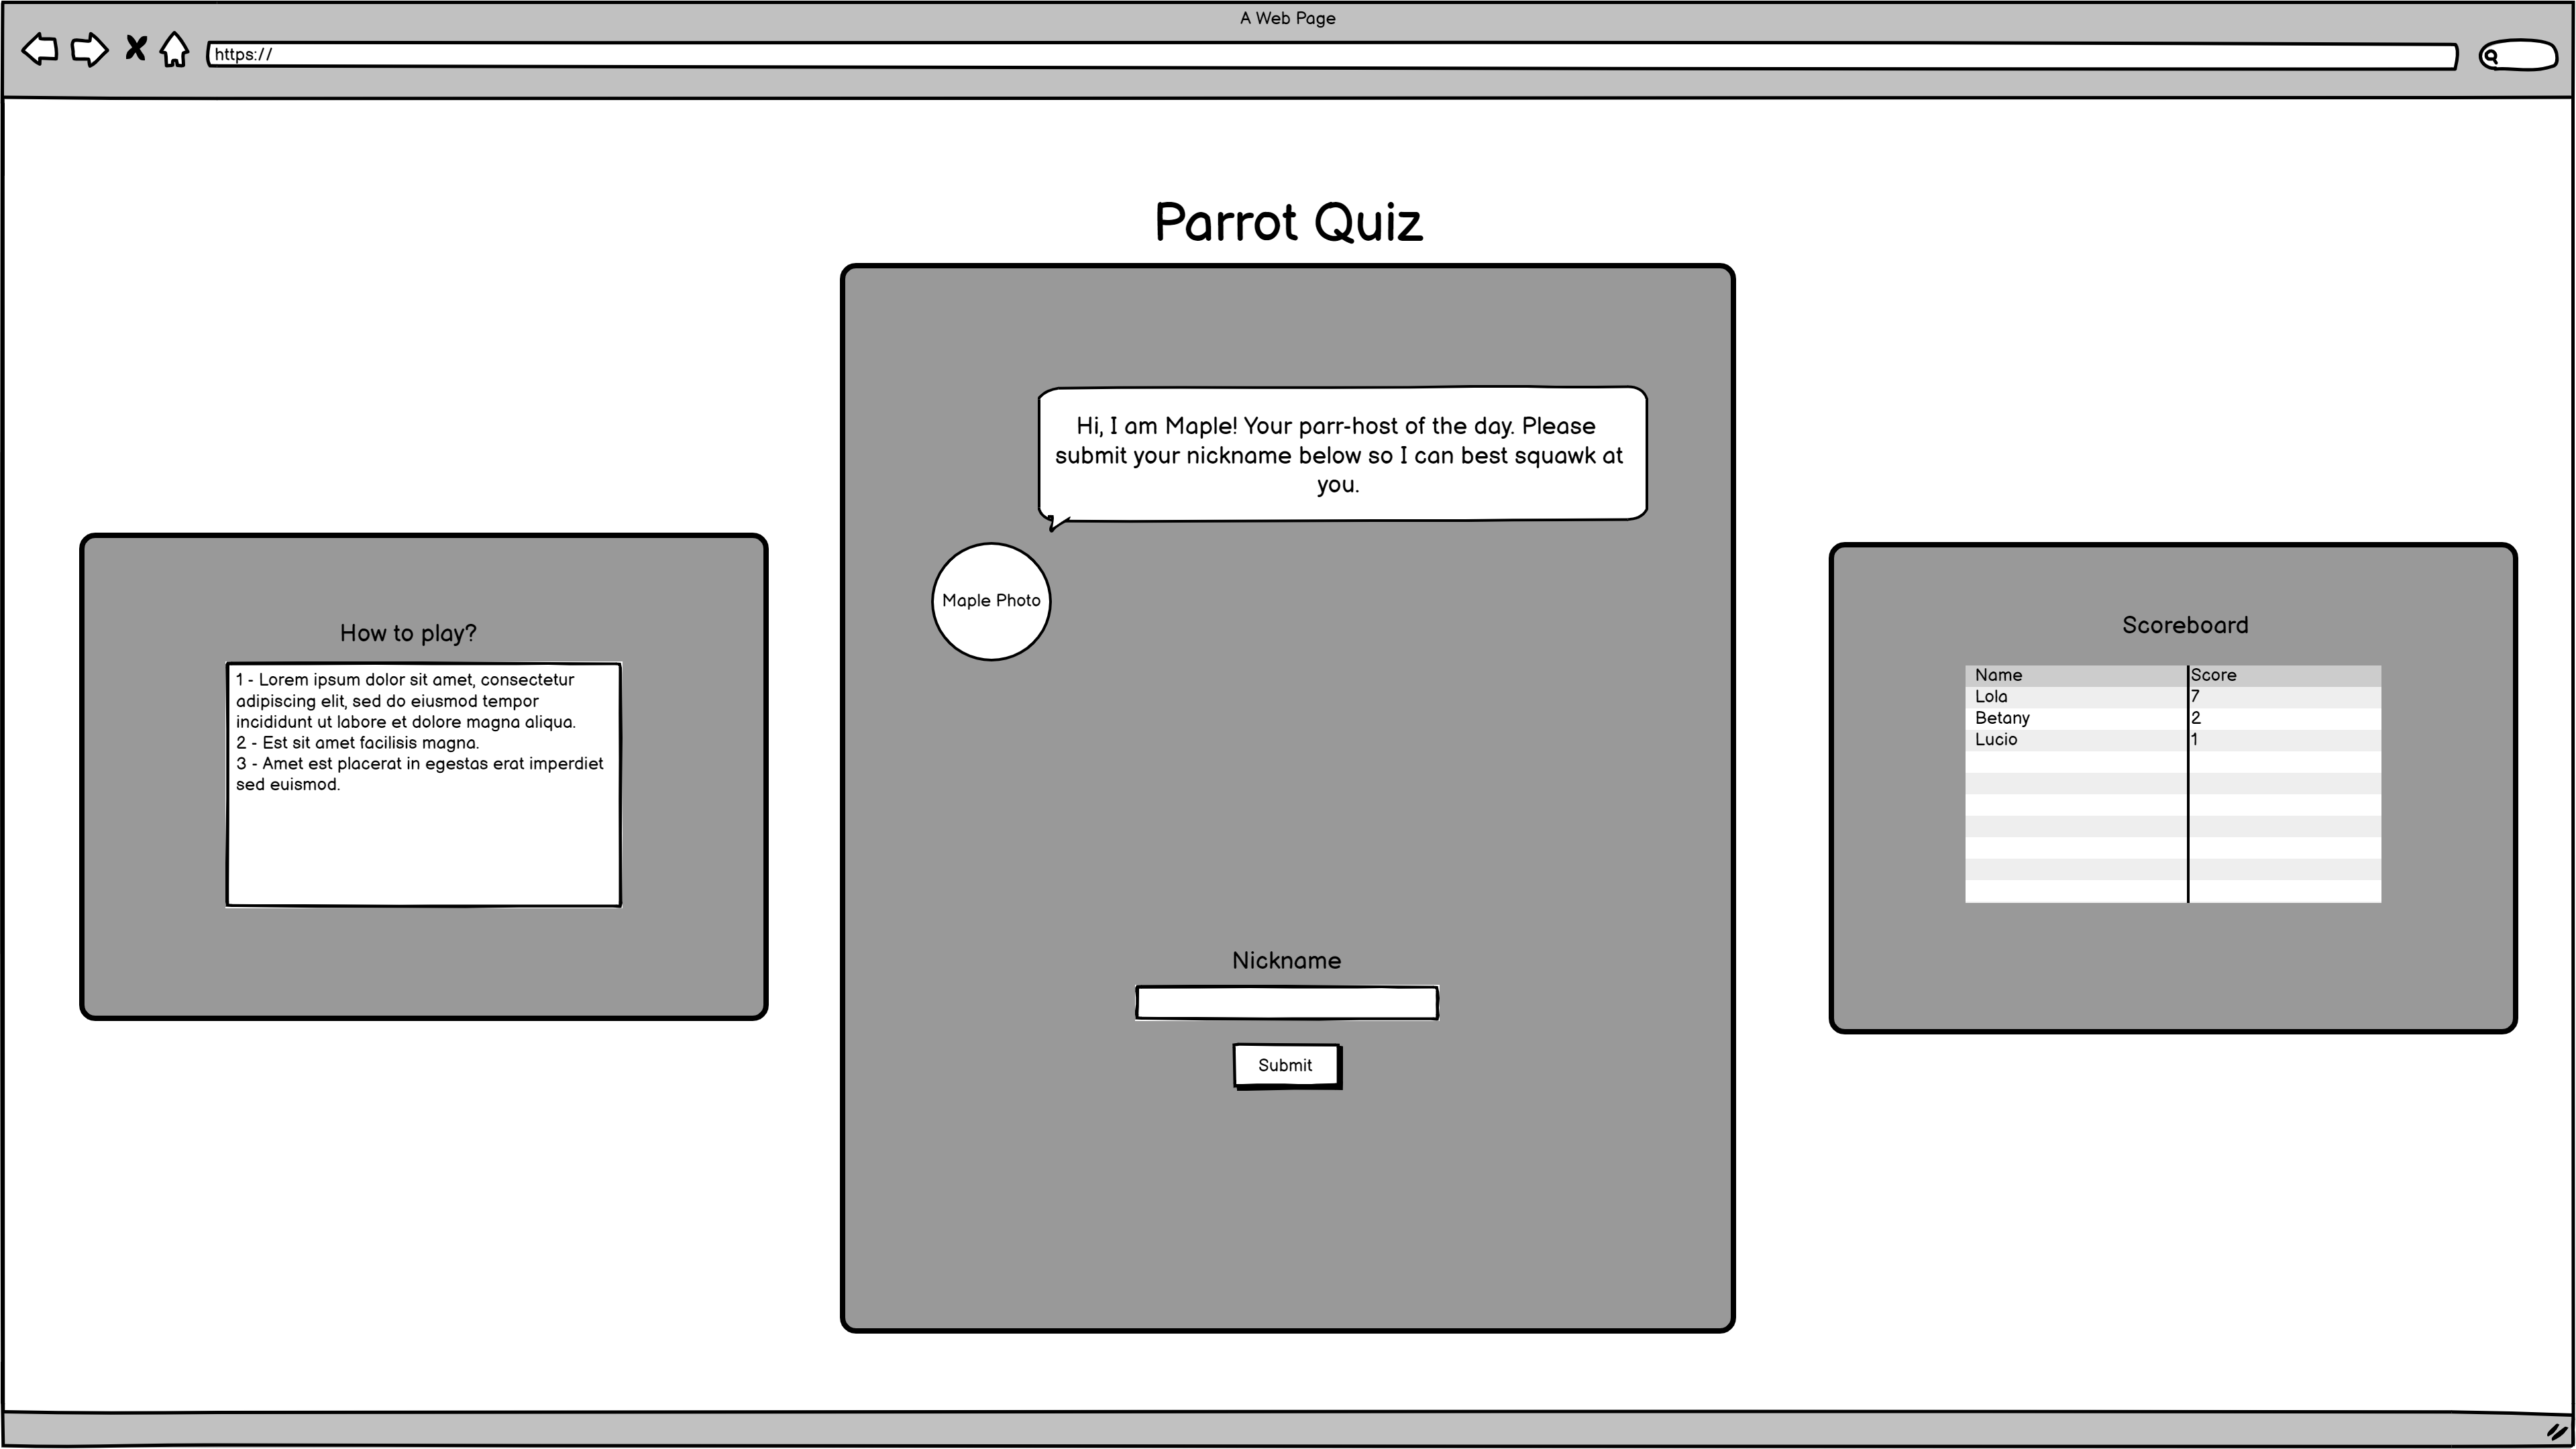 A Web Page
https://
Parrot Quiz
Hi, I am Maple! Your parr-host of the day. Please
submit your nickname below so I can best squawk at
you.
Maple Photo
How to play?
1 - Lorem ipsum dolor sit amet, consectetur
adipiscing elit, sed do eiusmod tempor
incididunt ut labore et dolore magna aliqua.
2 - Est sit amet facilisis magna.
3 - Amet est placerat in egestas erat imperdiet
sed euismod.
Nickname
Submit
Scoreboard
Name Score
Lola 7
Betany 2
Lucio 1